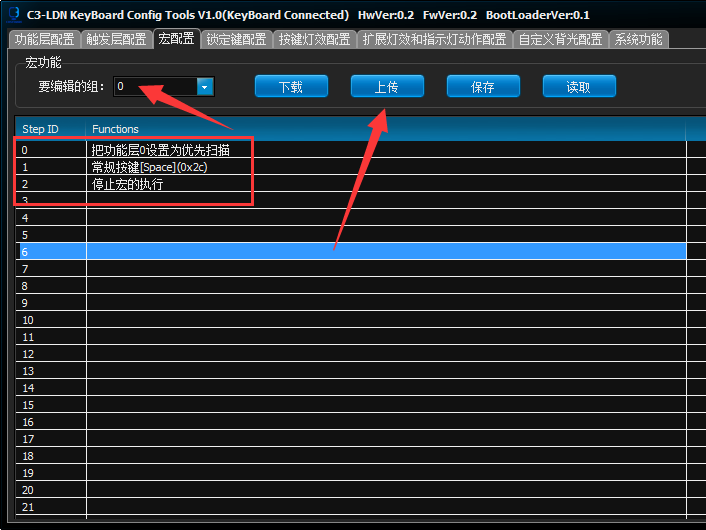 C3-LDN KeyBoard Config Tools V1.0(KeyBoard Connected) HwVer:0.2 FwVer:0.2 BootLoaderVer:0.1
功能层配置 触发层配置 宏配置 锁定键配置 按键灯效配置 扩展灯效和指示灯动作配置 自定义背光配置 系统功能
宏功能
要编辑的组: 0 下载 上传 保存 读取
Step ID Functions
0 把功能层0设置为优先扫描
1 常规按键[Space](0x2c)
2 停止宏的执行
3
4
5
6
7
8
9
10
11
12
13
14
15
16
17
18
19
20
21